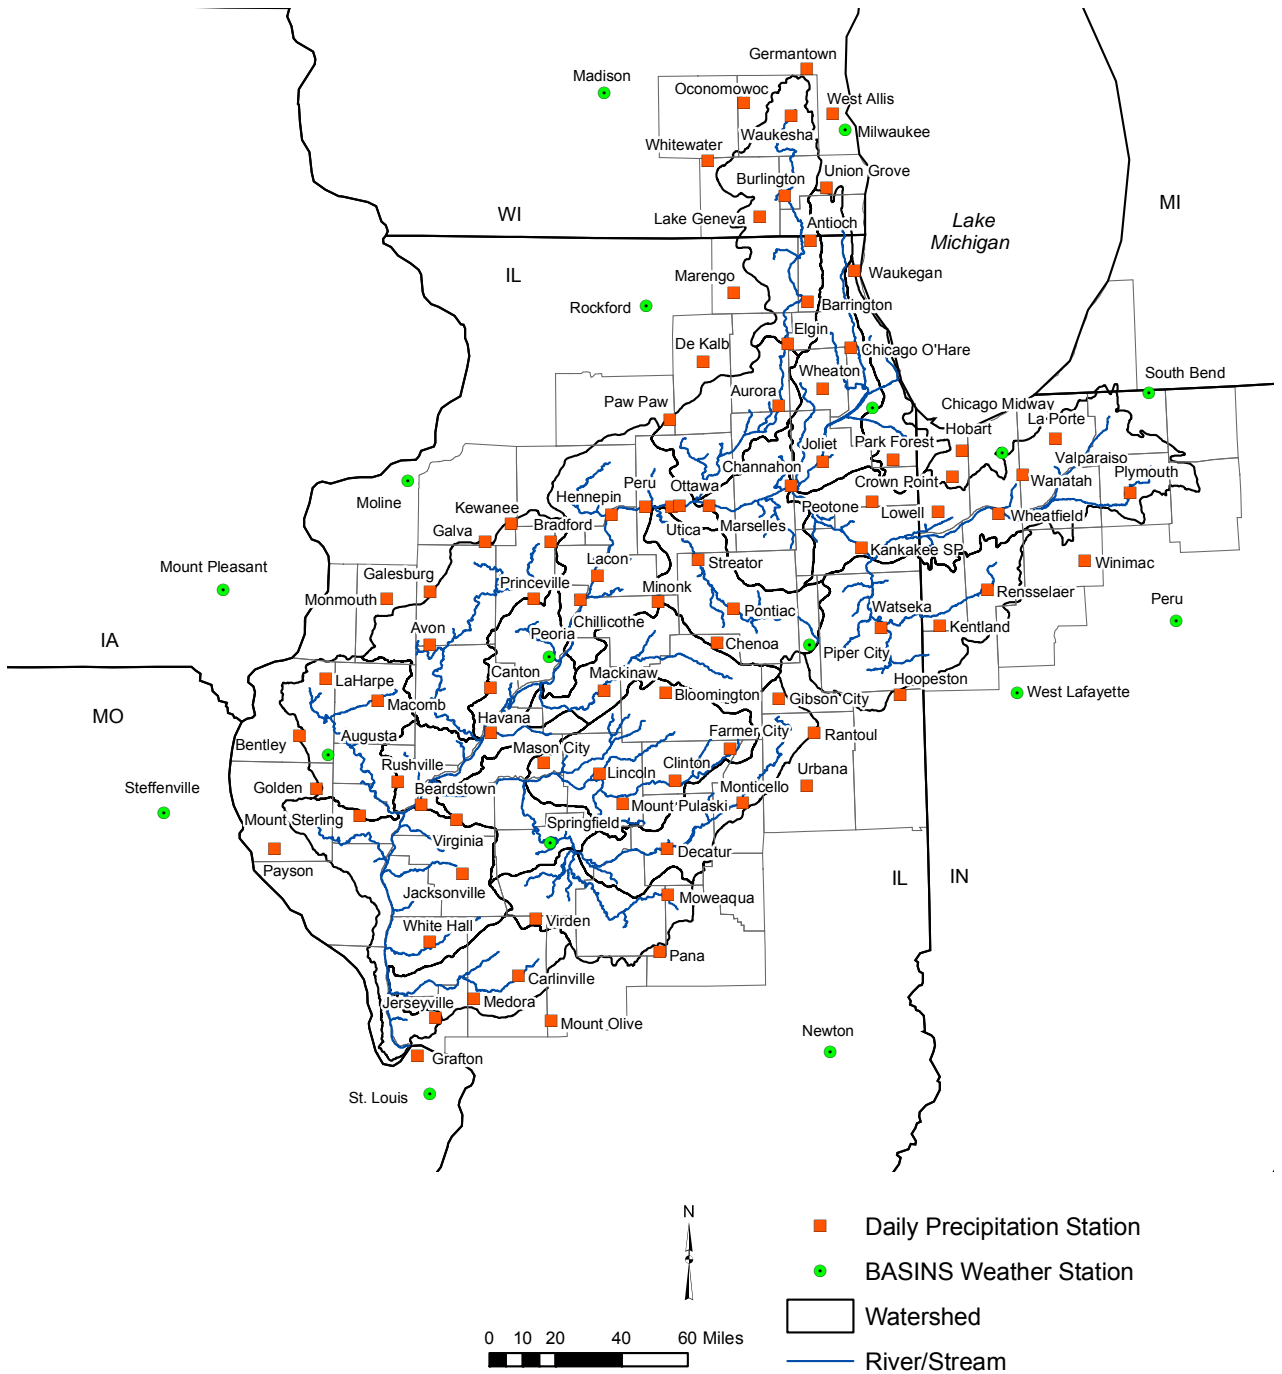 Germantown
Madison
Oconomowoc
West Allis
Waukesha
Milwaukee
Whitewater
Burlington
Union Grove
WI
Lake Geneva
Antioch
Lake
Michigan
MI
IL
Marengo
Waukegan
Rockford
Barrington
Elgin
De Kalb
Chicago O'Hare
Wheaton
South Bend
Aurora
Paw Paw
Chicago Midway
La Porte
Hobart
Joliet
Park Forest
Valparaiso
Channahon
Plymouth
Crown Point
Wanatah
Peru
Ottawa
Moline
Hennepin
Kewanee
Peotone
Lowell
Wheatfield
Bradford
Utica
Marselles
Galva
Kankakee SP
Lacon
Streator
Winimac
Mount Pleasant
Galesburg
Princeville
Minonk
Rensselaer
Monmouth
Peru
Pontiac
Watseka
Chillicothe
Kentland
Avon
Peoria
IA
Chenoa
Piper City
LaHarpe
Canton
Mackinaw
Hoopeston
West Lafayette
Bloomington
Gibson City
Macomb
MO
Havana
Farmer City
Rantoul
Bentley
Augusta
Mason City
Rushville
Lincoln
Clinton
Urbana
Steffenville
Golden
Beardstown
Monticello
Mount Pulaski
Mount Sterling
Springfield
Virginia
Decatur
Payson
IL
IN
Jacksonville
Moweaqua
White Hall
Virden
Pana
Carlinville
Jerseyville
Medora
Mount Olive
Newton
Grafton
St. Louis
N
Daily Precipitation Station
BASINS Weather Station
Watershed
0 10 20 40 60 Miles
River/Stream